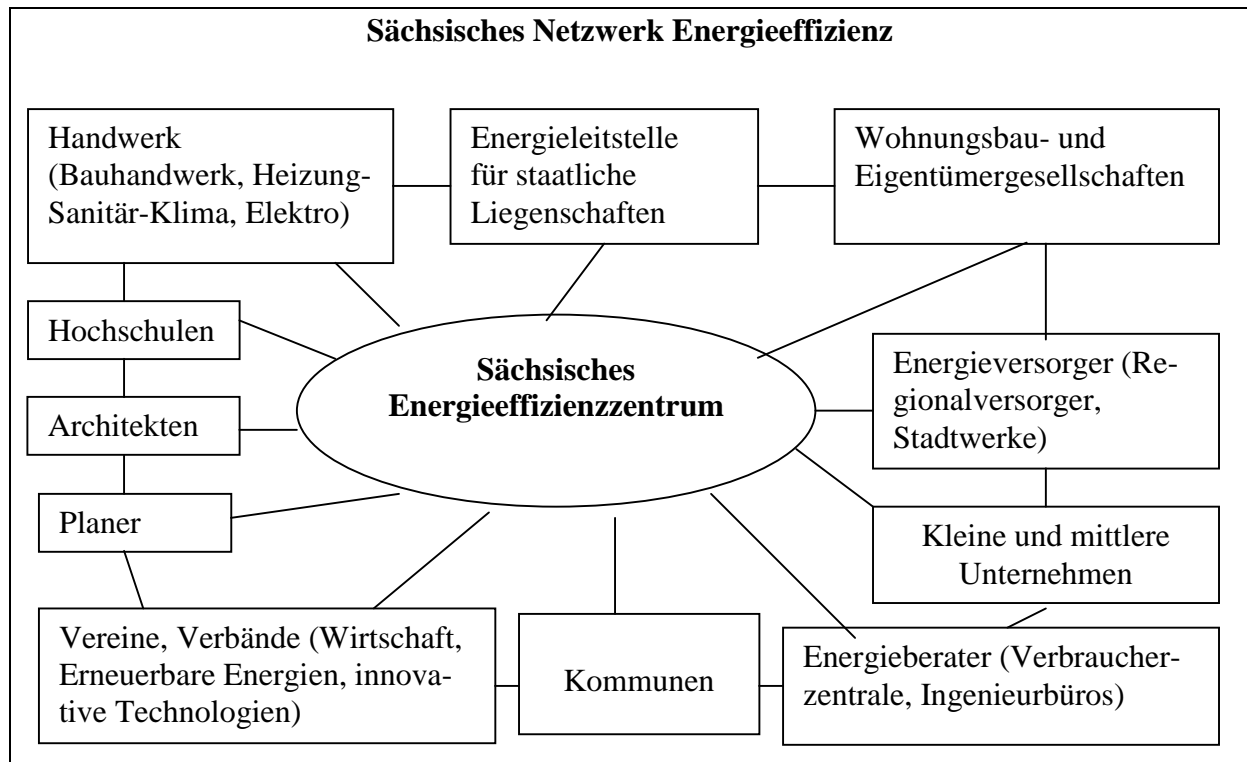 Sächsisches Netzwerk Energieeffizienz
Handwerk
(Bauhandwerk, Heizung-
Sanitär-Klima, Elektro)
Energieleitstelle
für staatliche
Liegenschaften
Wohnungsbau- und
Eigentümergesellschaften
Hochschulen
Architekten
Planer
Sächsisches
Energieeffizienzzentrum
Energieversorger (Re-
gionalversorger,
Stadtwerke)
Kleine und mittlere
Unternehmen
Vereine, Verbände (Wirtschaft,
Erneuerbare Energien, innova-
tive Technologien)
Kommunen
Energieberater (Verbraucher-
zentrale, Ingenieurbüros)